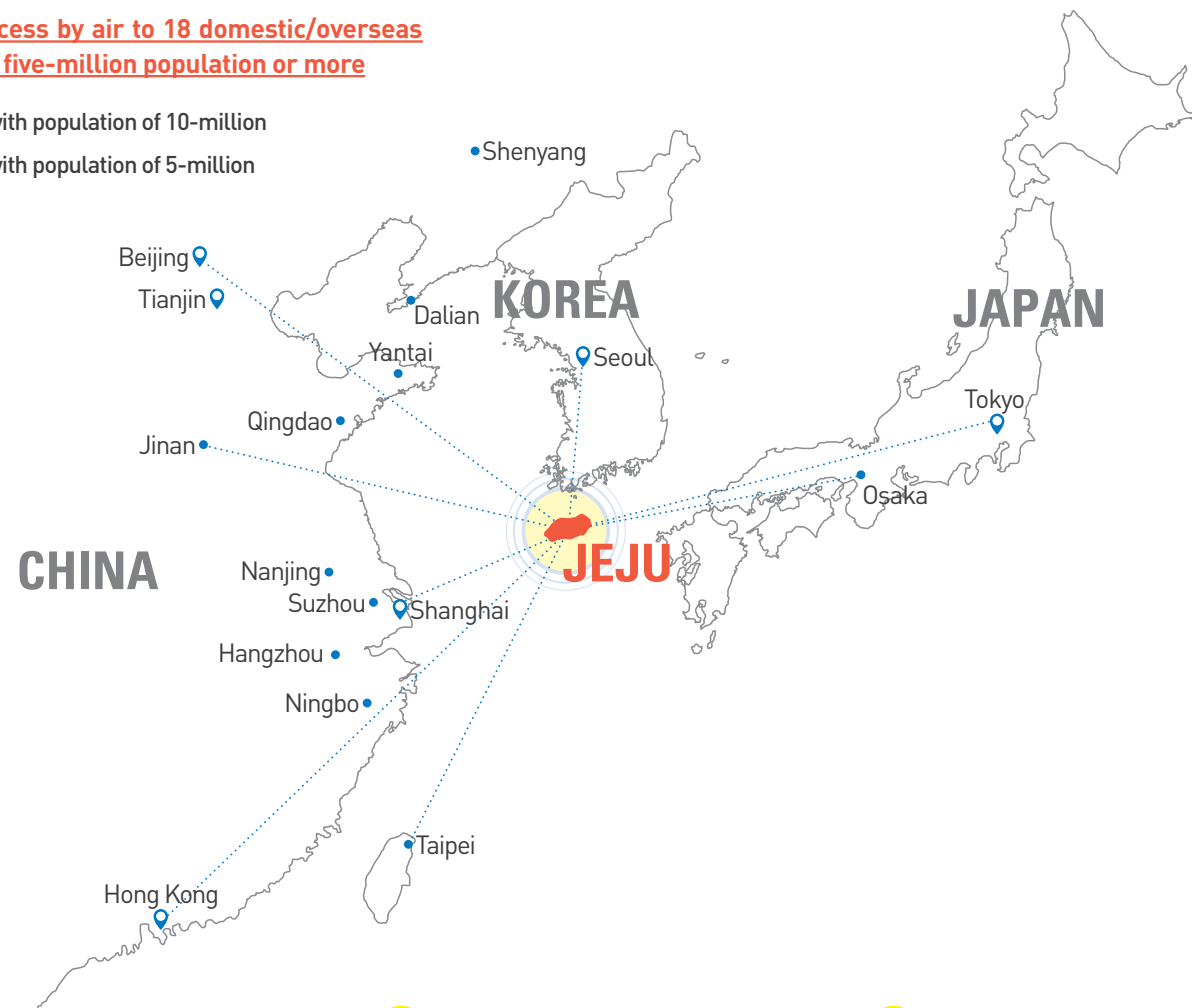 cess by air to 18 domestic/overseas
five-million population or more
with population of 10-million
with population of 5-million
Shenyang
Beijing
Tianjin
Dalian
KOREA
JAPAN
Yantai
Seoul
Tokyo
Qingdao
Jinan
Osaka
CHINA
JEJU
Nanjing
Suzhou
Shanghai
Hangzhou
Ningbo
Taipei
Hong Kong